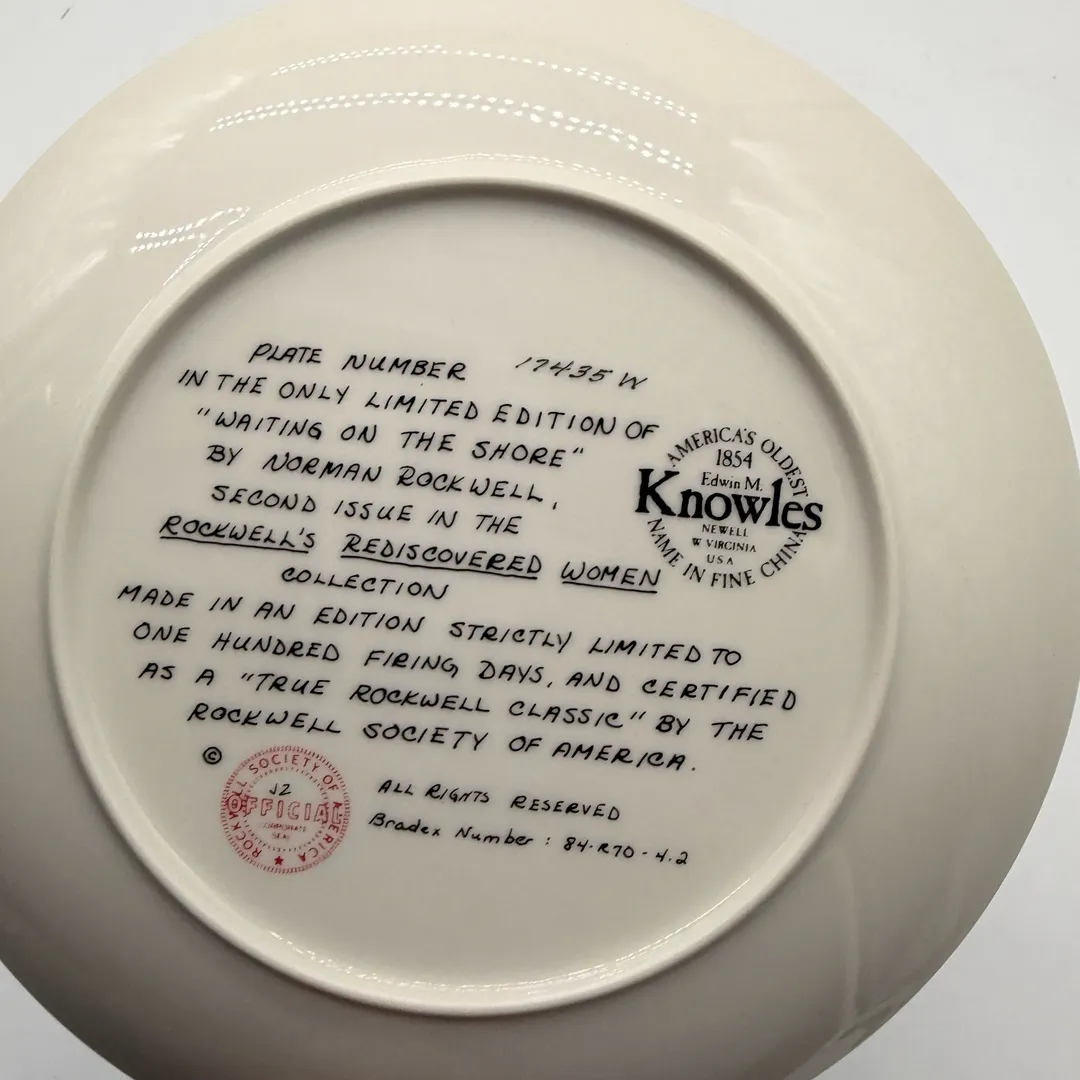 PLATE NUMBER 17435 W
IN THE ONLY LIMITED EDITION OF
"WAITING ON THE SHORE"
BY NORMAN ROCKWELL,
SECOND ISSUE IN THE
ROCKWELL'S REDISCOVERED WOMEN
COLLECTION
MADE IN AN EDITION STRICTLY LIMITED TO
ONE HUNDRED FIRING DAYS, AND CERTIFIED
AS A "TRUE ROCKWELL CLASSIC" BY THE
ROCKWELL SOCIETY OF AMERICA.
AMERICA'S OLDEST
1854
Edwin M.
Knowles
NEWELL
W VIRGINIA
USA
NAME IN FINE CHINA
©
ROCKWELL SOCIETY OF AMERICA
J2
OFFICIAL
CORPORATE
SEAL
ALL RIGHTS RESERVED
Bradex Number: 84-R70-4.2